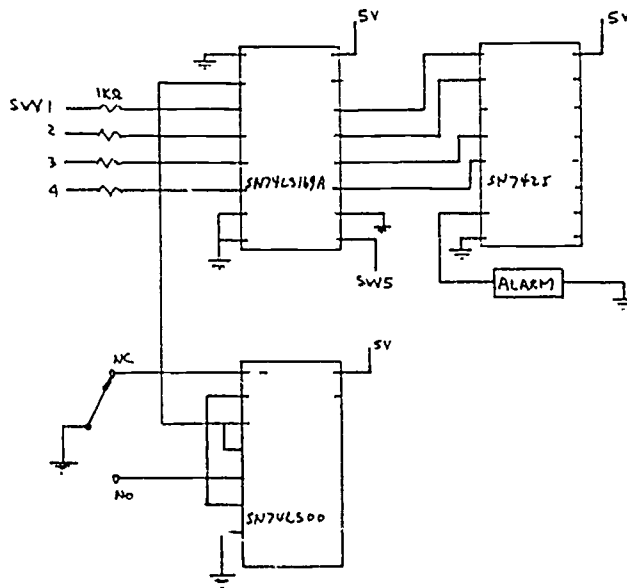 5V
5V
SW1 1KΩ
2
3
4
SN74LS169A
SN7425
SW5
ALARM
NC
5V
NO
SN74LS00